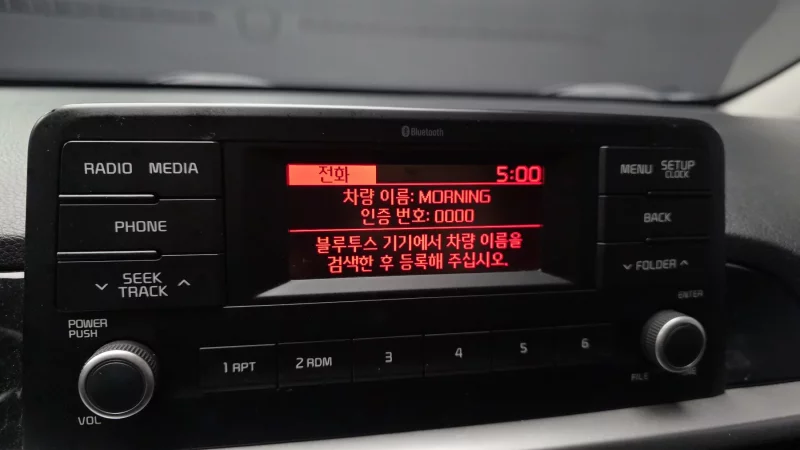 Bluetooth
RADIO MEDIA
PHONE
SEEK
TRACK
POWER
PUSH
VOL
전화 5:00
차량 이름: MORNING
인증 번호: 0000
블루투스 기기에서 차량 이름을
검색한 후 등록해 주십시오.
MENU SETUP
CLOCK
BACK
FOLDER
ENTER
FILE
1 RPT 2 RDM 3 4 5 6